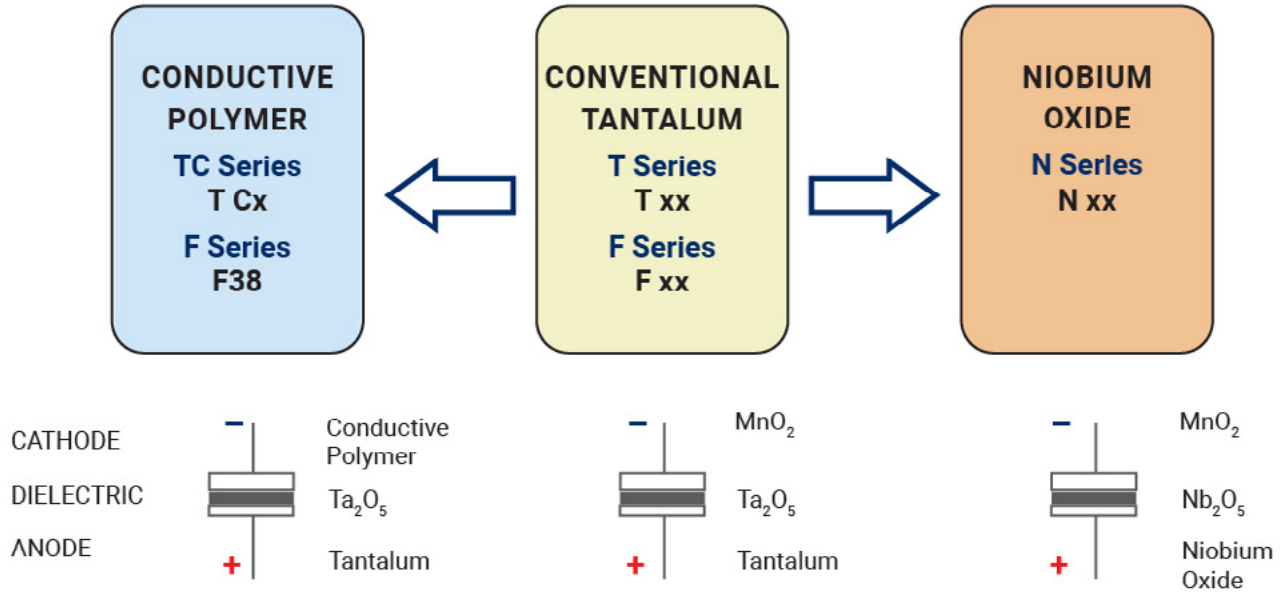 CONDUCTIVE
POLYMER
TC Series
T Cx
F Series
F38
CONVENTIONAL
TANTALUM
T Series
T xx
F Series
F xx
NIOBIUM
OXIDE
N Series
N xx
CATHODE
DIELECTRIC
ANODE
−
Conductive
Polymer
Ta₂O₅
+
Tantalum
−
MnO₂
Ta₂O₅
+
Tantalum
−
MnO₂
Nb₂O₅
+
Niobium
Oxide